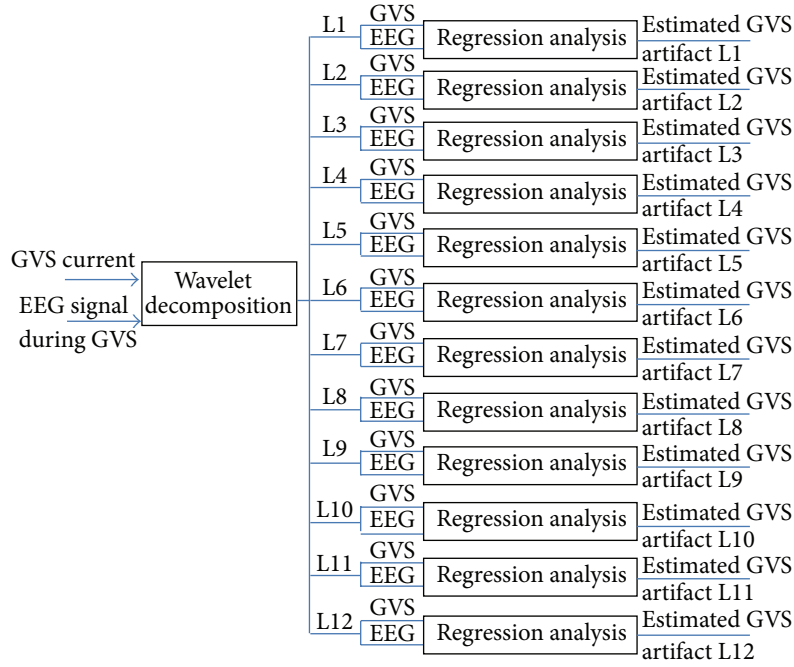 GVS current
EEG signal
during GVS
Wavelet
decomposition
L1
GVS
EEG
Regression analysis
Estimated GVS
artifact L1
L2
GVS
EEG
Regression analysis
Estimated GVS
artifact L2
L3
GVS
EEG
Regression analysis
Estimated GVS
artifact L3
L4
GVS
EEG
Regression analysis
Estimated GVS
artifact L4
L5
GVS
EEG
Regression analysis
Estimated GVS
artifact L5
L6
GVS
EEG
Regression analysis
Estimated GVS
artifact L6
L7
GVS
EEG
Regression analysis
Estimated GVS
artifact L7
L8
GVS
EEG
Regression analysis
Estimated GVS
artifact L8
L9
GVS
EEG
Regression analysis
Estimated GVS
artifact L9
L10
GVS
EEG
Regression analysis
Estimated GVS
artifact L10
L11
GVS
EEG
Regression analysis
Estimated GVS
artifact L11
L12
GVS
EEG
Regression analysis
Estimated GVS
artifact L12